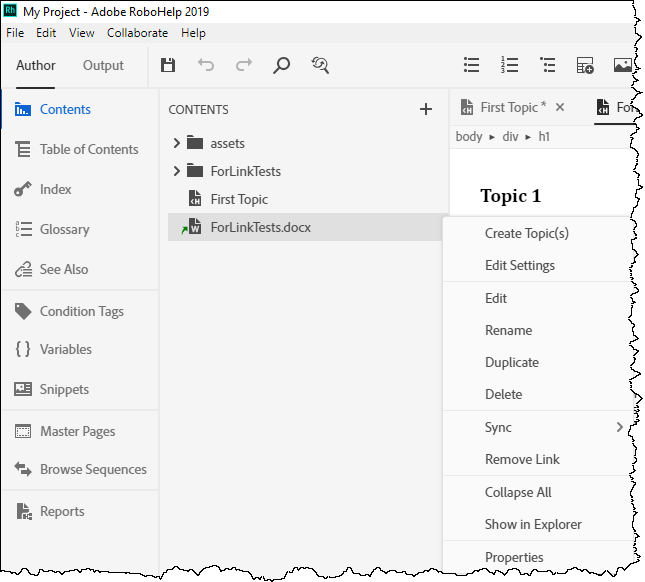 My Project - Adobe RoboHelp 2019
File Edit View Collaborate Help
Author Output
Contents
Table of Contents
Index
Glossary
See Also
Condition Tags
Variables
Snippets
Master Pages
Browse Sequences
Reports
CONTENTS
assets
ForLinkTests
First Topic
ForLinkTests.docx
First Topic *
body ▸ div ▸ h1
Topic 1
Create Topic(s)
Edit Settings
Edit
Rename
Duplicate
Delete
Sync
Remove Link
Collapse All
Show in Explorer
Properties